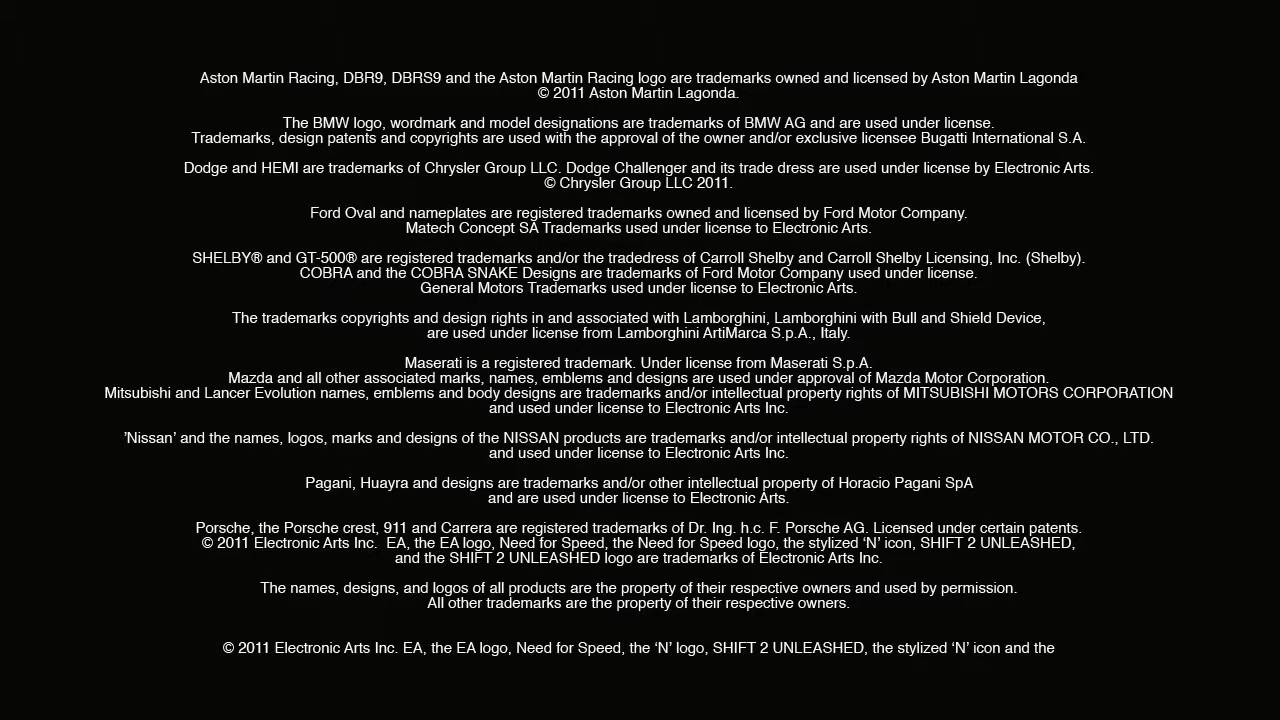 Aston Martin Racing, DBR9, DBRS9 and the Aston Martin Racing logo are trademarks owned and licensed by Aston Martin Lagonda
© 2011 Aston Martin Lagonda.
The BMW logo, wordmark and model designations are trademarks of BMW AG and are used under license.
Trademarks, design patents and copyrights are used with the approval of the owner and/or exclusive licensee Bugatti International S.A.
Dodge and HEMI are trademarks of Chrysler Group LLC. Dodge Challenger and its trade dress are used under license by Electronic Arts.
© Chrysler Group LLC 2011.
Ford Oval and nameplates are registered trademarks owned and licensed by Ford Motor Company.
Matech Concept SA Trademarks used under license to Electronic Arts.
SHELBY® and GT-500® are registered trademarks and/or the tradedress of Carroll Shelby and Carroll Shelby Licensing, Inc. (Shelby).
COBRA and the COBRA SNAKE Designs are trademarks of Ford Motor Company used under license.
General Motors Trademarks used under license to Electronic Arts.
The trademarks copyrights and design rights in and associated with Lamborghini, Lamborghini with Bull and Shield Device,
are used under license from Lamborghini ArtiMarca S.p.A., Italy.
Maserati is a registered trademark. Under license from Maserati S.p.A.
Mazda and all other associated marks, names, emblems and designs are used under approval of Mazda Motor Corporation.
Mitsubishi and Lancer Evolution names, emblems and body designs are trademarks and/or intellectual property rights of MITSUBISHI MOTORS CORPORATION
and used under license to Electronic Arts Inc.
’Nissan’ and the names, logos, marks and designs of the NISSAN products are trademarks and/or intellectual property rights of NISSAN MOTOR CO., LTD.
and used under license to Electronic Arts Inc.
Pagani, Huayra and designs are trademarks and/or other intellectual property of Horacio Pagani SpA
and are used under license to Electronic Arts.
Porsche, the Porsche crest, 911 and Carrera are registered trademarks of Dr. Ing. h.c. F. Porsche AG. Licensed under certain patents.
© 2011 Electronic Arts Inc.  EA, the EA logo, Need for Speed, the Need for Speed logo, the stylized ‘N’ icon, SHIFT 2 UNLEASHED,
and the SHIFT 2 UNLEASHED logo are trademarks of Electronic Arts Inc.
The names, designs, and logos of all products are the property of their respective owners and used by permission.
All other trademarks are the property of their respective owners.
© 2011 Electronic Arts Inc. EA, the EA logo, Need for Speed, the ‘N’ logo, SHIFT 2 UNLEASHED, the stylized ‘N’ icon and the